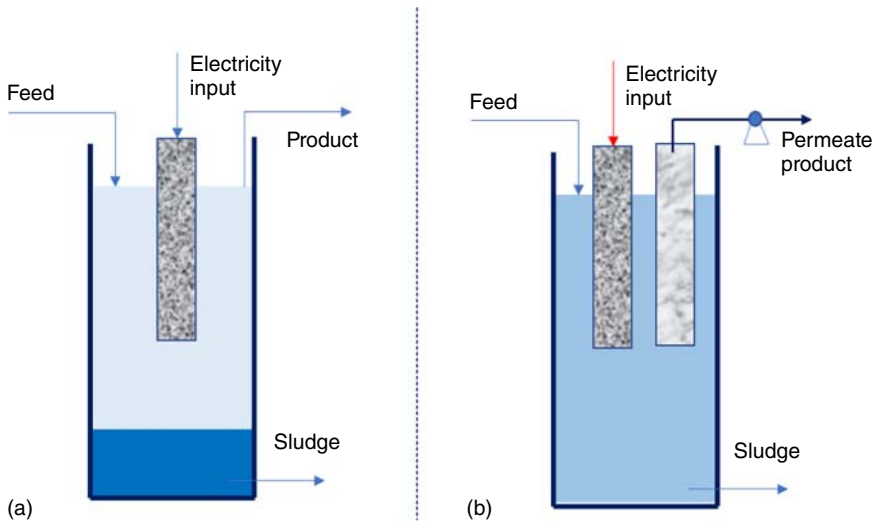 Electricity
input
Feed
Product
Sludge
(a)
Electricity
input
Feed
Permeate
product
Sludge
(b)